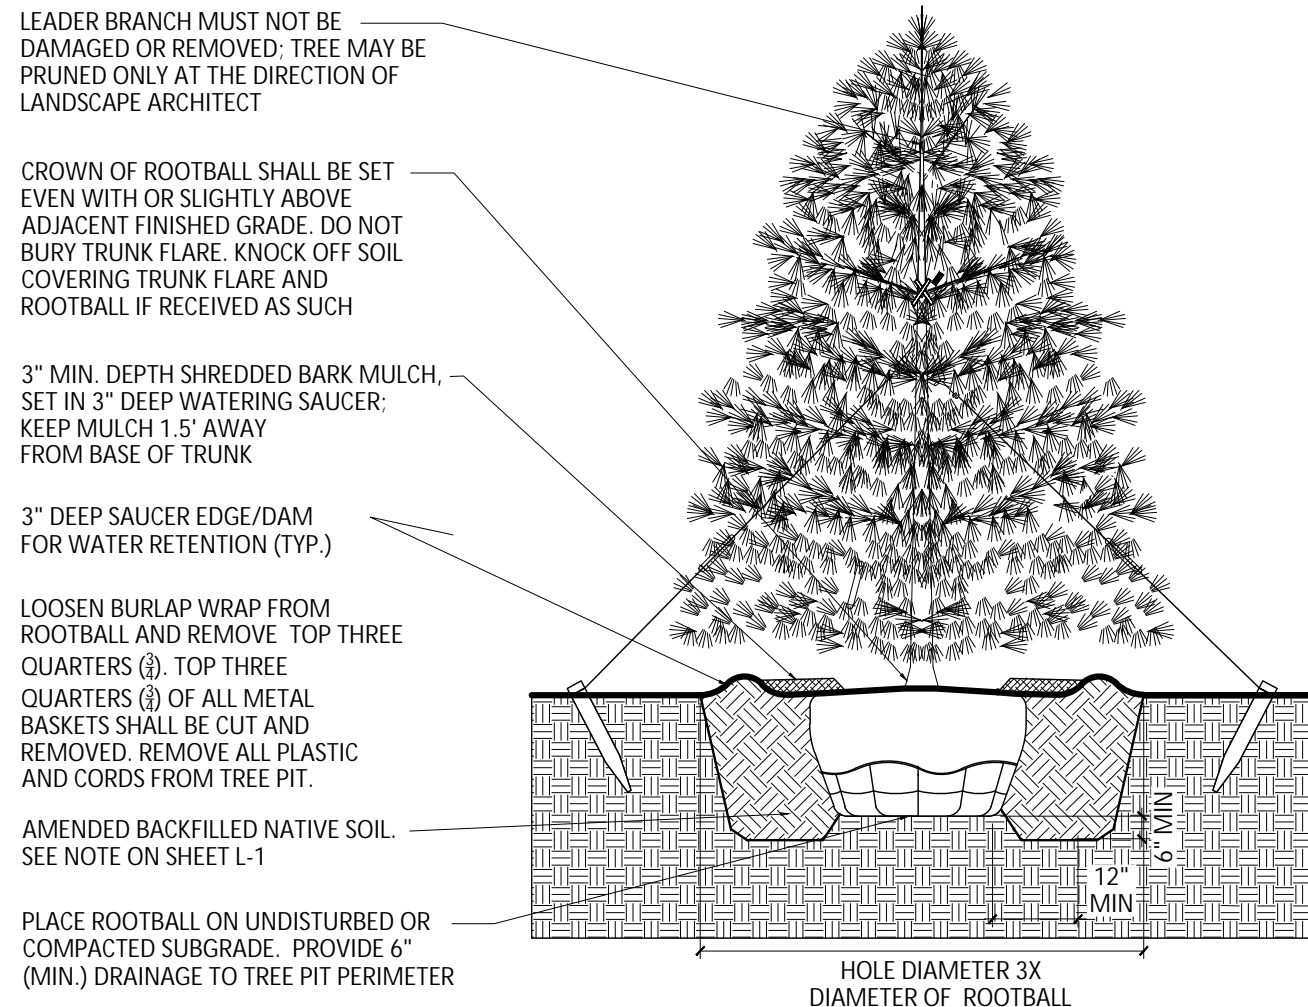 LEADER BRANCH MUST NOT BE
DAMAGED OR REMOVED; TREE MAY BE
PRUNED ONLY AT THE DIRECTION OF
LANDSCAPE ARCHITECT
CROWN OF ROOTBALL SHALL BE SET
EVEN WITH OR SLIGHTLY ABOVE
ADJACENT FINISHED GRADE. DO NOT
BURY TRUNK FLARE. KNOCK OFF SOIL
COVERING TRUNK FLARE AND
ROOTBALL IF RECEIVED AS SUCH
3" MIN. DEPTH SHREDDED BARK MULCH,
SET IN 3" DEEP WATERING SAUCER;
KEEP MULCH 1.5' AWAY
FROM BASE OF TRUNK
3" DEEP SAUCER EDGE/DAM
FOR WATER RETENTION (TYP.)
LOOSEN BURLAP WRAP FROM
ROOTBALL AND REMOVE TOP THREE
QUARTERS (3/4). TOP THREE
QUARTERS (3/4) OF ALL METAL
BASKETS SHALL BE CUT AND
REMOVED. REMOVE ALL PLASTIC
AND CORDS FROM TREE PIT.
AMENDED BACKFILLED NATIVE SOIL.
SEE NOTE ON SHEET L-1
PLACE ROOTBALL ON UNDISTURBED OR
COMPACTED SUBGRADE. PROVIDE 6"
(MIN.) DRAINAGE TO TREE PIT PERIMETER
6" MIN
12"
MIN
HOLE DIAMETER 3X
DIAMETER OF ROOTBALL